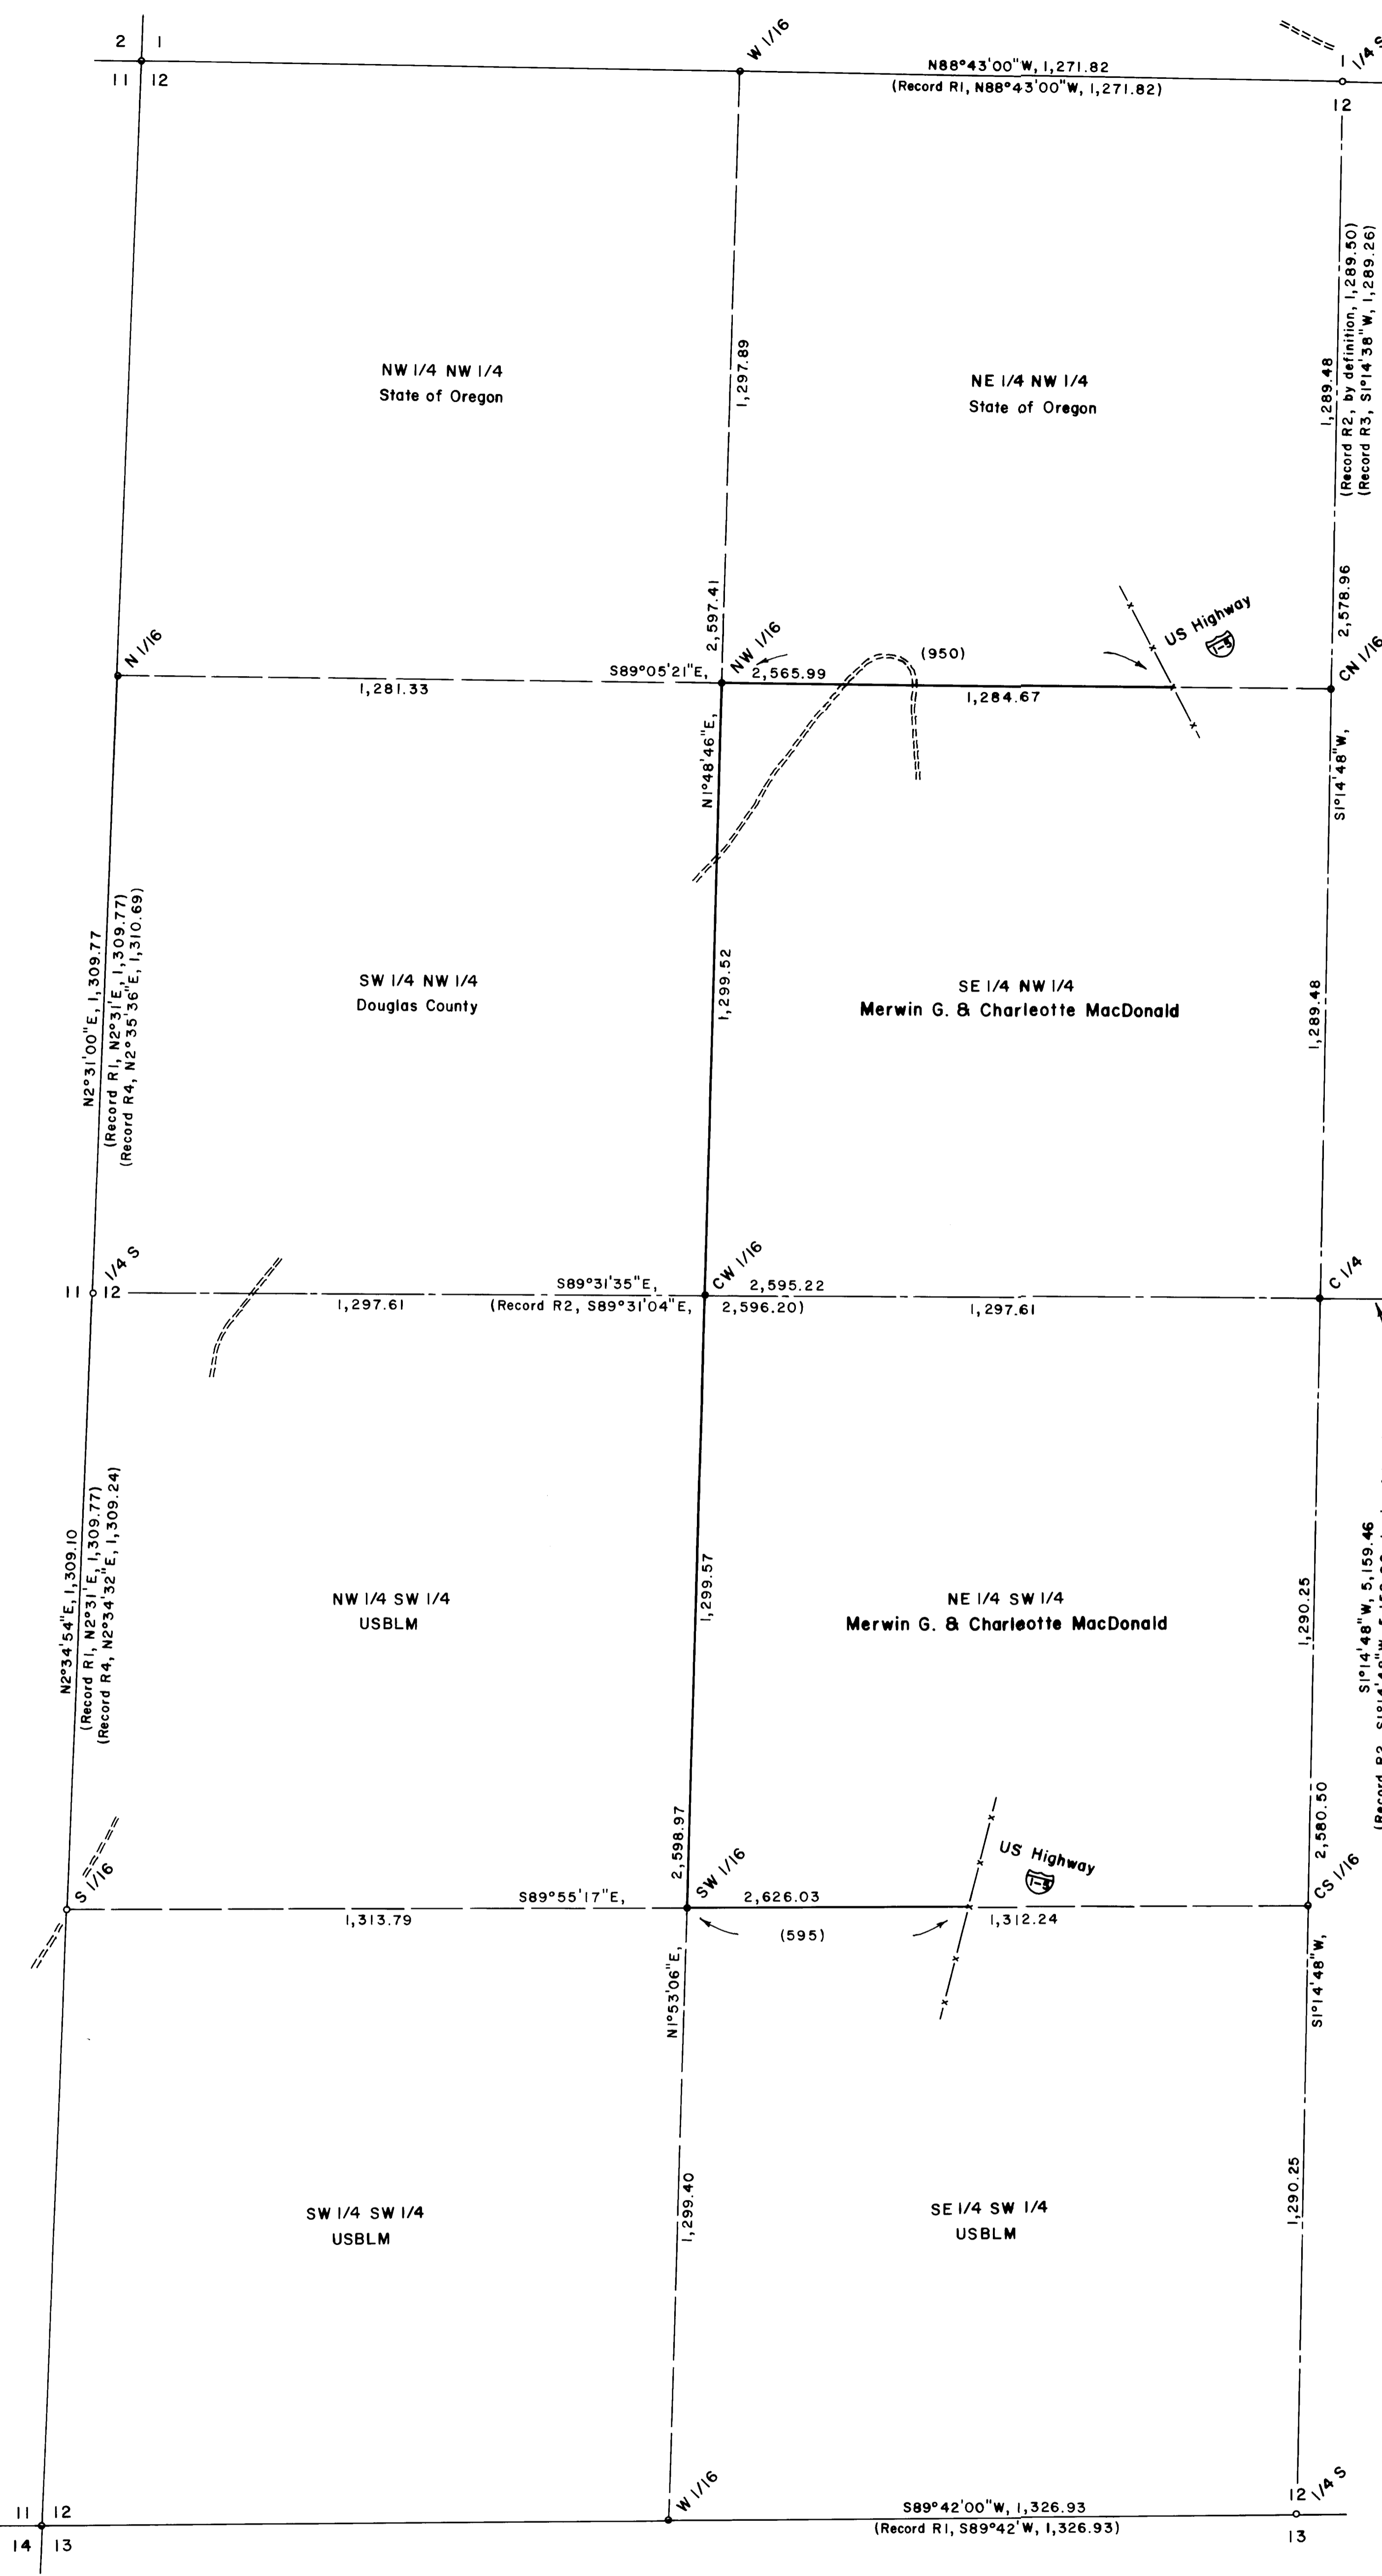 2 1
11 12
W 1/16
N88°43'00"W, 1,271.82
(Record R1, N88°43'00"W, 1,271.82)
1
1/4 S
12
NW 1/4 NW 1/4
State of Oregon
1,297.89
NE 1/4 NW 1/4
State of Oregon
1,289.48
(Record R2, by definition, 1,289.50)
(Record R3, S1°14'38"W, 1,289.26)
2,597.41
2,578.96
US Highway
I-5
N 1/16
NW 1/16
(950)
CN 1/16
S89°05'21"E, 2,565.99
1,281.33
1,284.67
N1°48'46"E,
S1°14'48"W,
N2°31'00"E, 1,309.77
(Record R1, N2°31'E, 1,309.77)
(Record R4, N2°35'36"E, 1,310.69)
SW 1/4 NW 1/4
Douglas County
1,299.52
SE 1/4 NW 1/4
Merwin G. & Charleotte MacDonald
1,289.48
1/4 S
11 12
CW 1/16
C 1/4
S89°31'35"E, 2,595.22
1,297.61
(Record R2, S89°31'04"E, 2,596.20)
1,297.61
N2°34'54"E, 1,309.10
(Record R1, N2°31'E, 1,309.77)
(Record R4, N2°34'32"E, 1,309.24)
NW 1/4 SW 1/4
USBLM
1,299.57
NE 1/4 SW 1/4
Merwin G. & Charleotte MacDonald
1,290.25
S1°14'48"W, 5,159.46
2,598.97
2,580.50
US Highway
I-5
S 1/16
SW 1/16
CS 1/16
S89°55'17"E, 2,626.03
1,313.79
(595)
1,312.24
N1°53'06"E,
S1°14'48"W,
SW 1/4 SW 1/4
USBLM
1,299.40
SE 1/4 SW 1/4
USBLM
1,290.25
W 1/16
S89°42'00"W, 1,326.93
(Record R1, S89°42'W, 1,326.93)
12
1/4 S
13
11 12
14 13